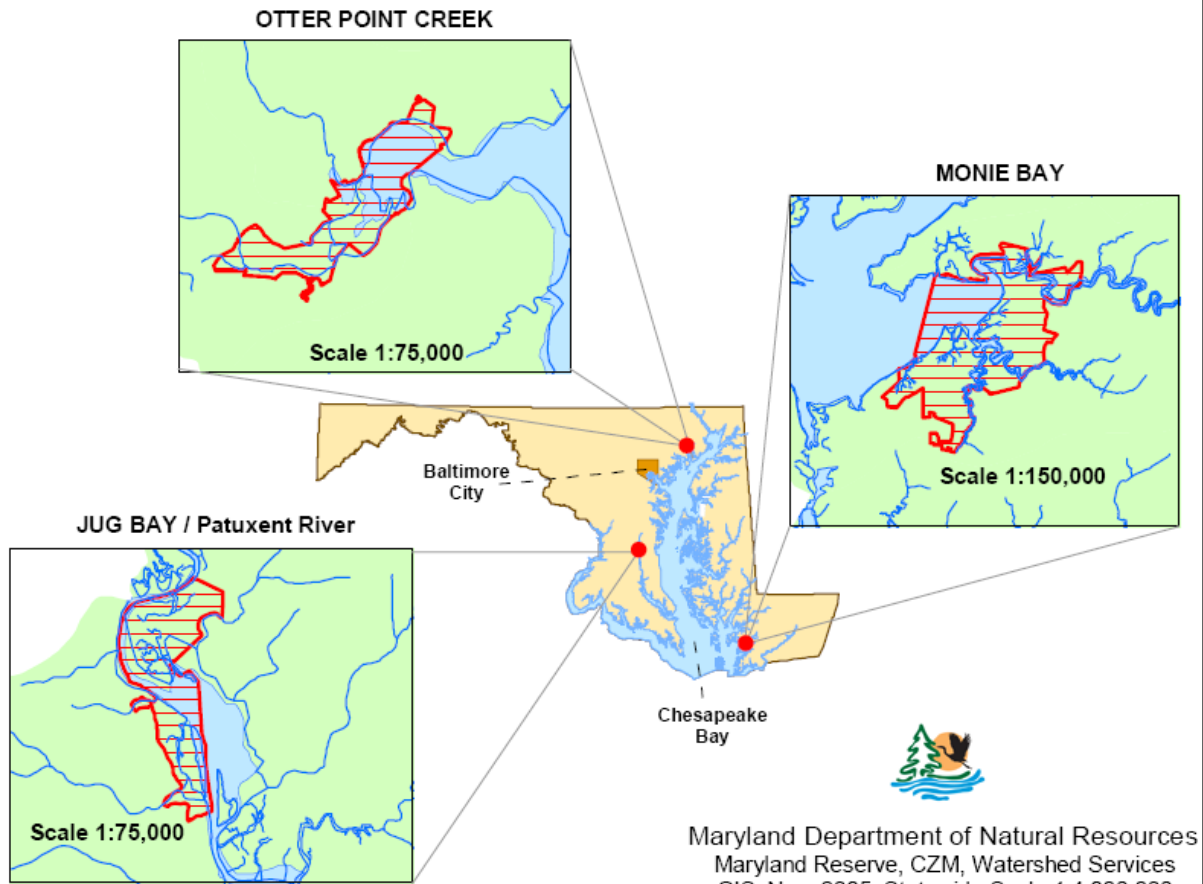 OTTER POINT CREEK
Scale 1:75,000
MONIE BAY
Scale 1:150,000
Baltimore
City
JUG BAY / Patuxent River
Scale 1:75,000
Chesapeake
Bay
Maryland Department of Natural Resources
Maryland Reserve, CZM, Watershed Services